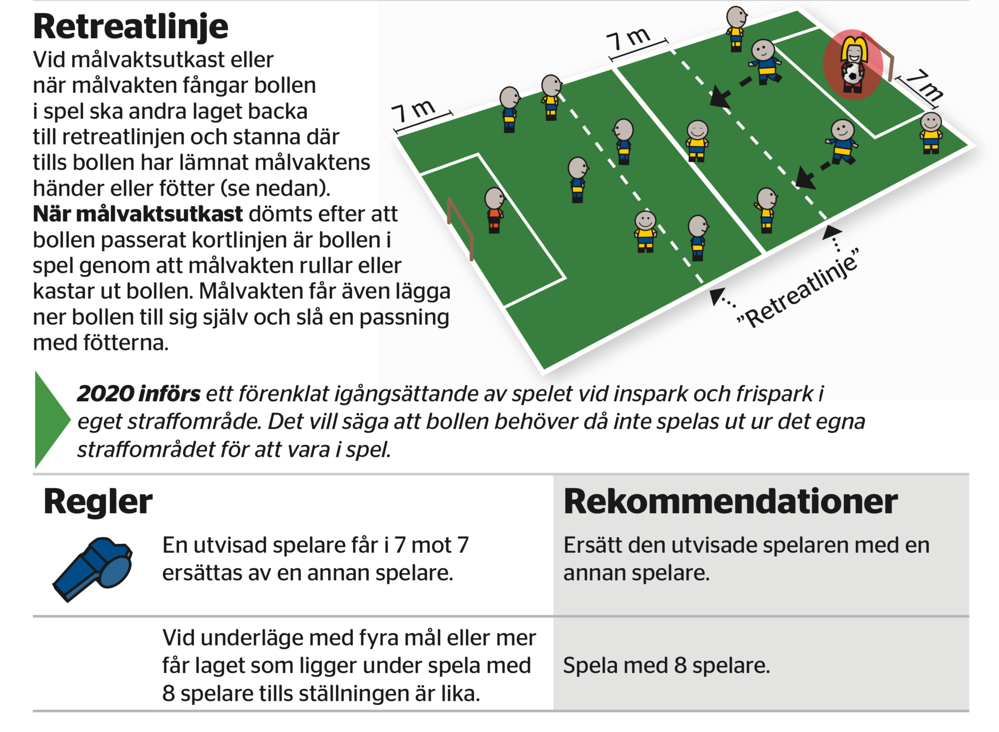 Retreatlinje
Vid målvaktsutkast eller
när målvakten fångar bollen
i spel ska andra laget backa
till retreatlinjen och stanna där
tills bollen har lämnat målvaktens
händer eller fötter (se nedan).
När målvaktsutkast dömts efter att
bollen passerat kortlinjen är bollen i
spel genom att målvakten rullar eller
kastar ut bollen. Målvakten får även lägga
ner bollen till sig själv och slå en passning
med fötterna.
7 m
7 m
7 m
”Retreatlinje”
2020 införs ett förenklat igångsättande av spelet vid inspark och frispark i
eget straffområde. Det vill säga att bollen behöver då inte spelas ut ur det egna
straffområdet för att vara i spel.
Regler
En utvisad spelare får i 7 mot 7
ersättas av en annan spelare.
Vid underläge med fyra mål eller mer
får laget som ligger under spela med
8 spelare tills ställningen är lika.
Rekommendationer
Ersätt den utvisade spelaren med en
annan spelare.
Spela med 8 spelare.